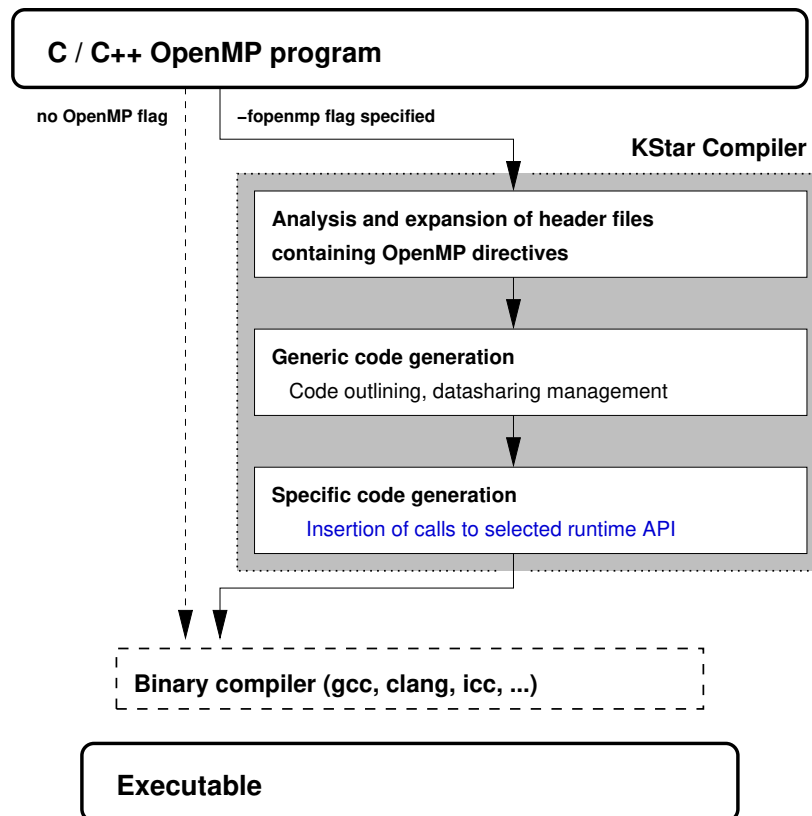 C / C++ OpenMP program
no OpenMP flag
−fopenmp flag specified
KStar Compiler
Analysis and expansion of header files
containing OpenMP directives
Generic code generation
Code outlining, datasharing management
Specific code generation
Insertion of calls to selected runtime API
Binary compiler (gcc, clang, icc, ...)
Executable